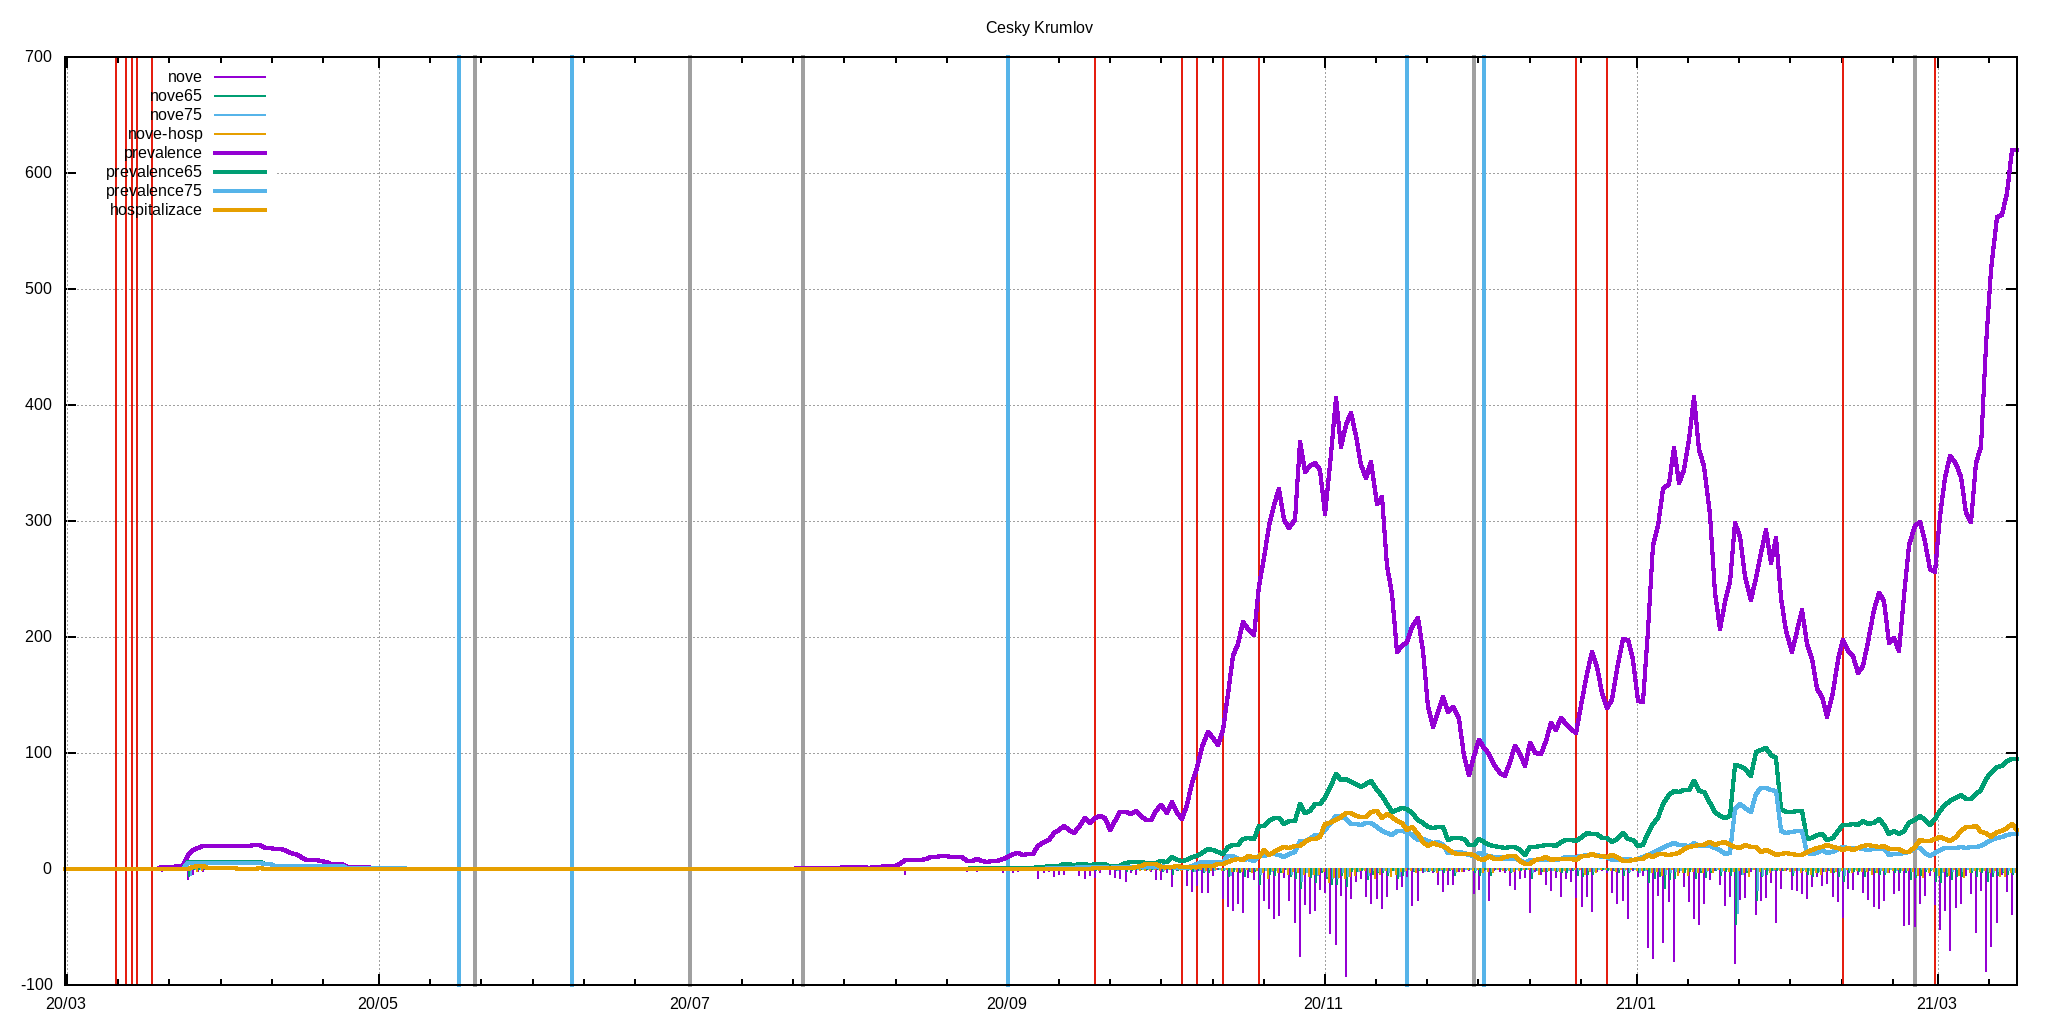 Cesky Krumlov
700
nove
nove65
nove75
nove-hosp
prevalence
prevalence65
prevalence75
hospitalizace
600
500
400
300
200
100
0
-100
20/03 20/05 20/07 20/09 20/11 21/01 21/03